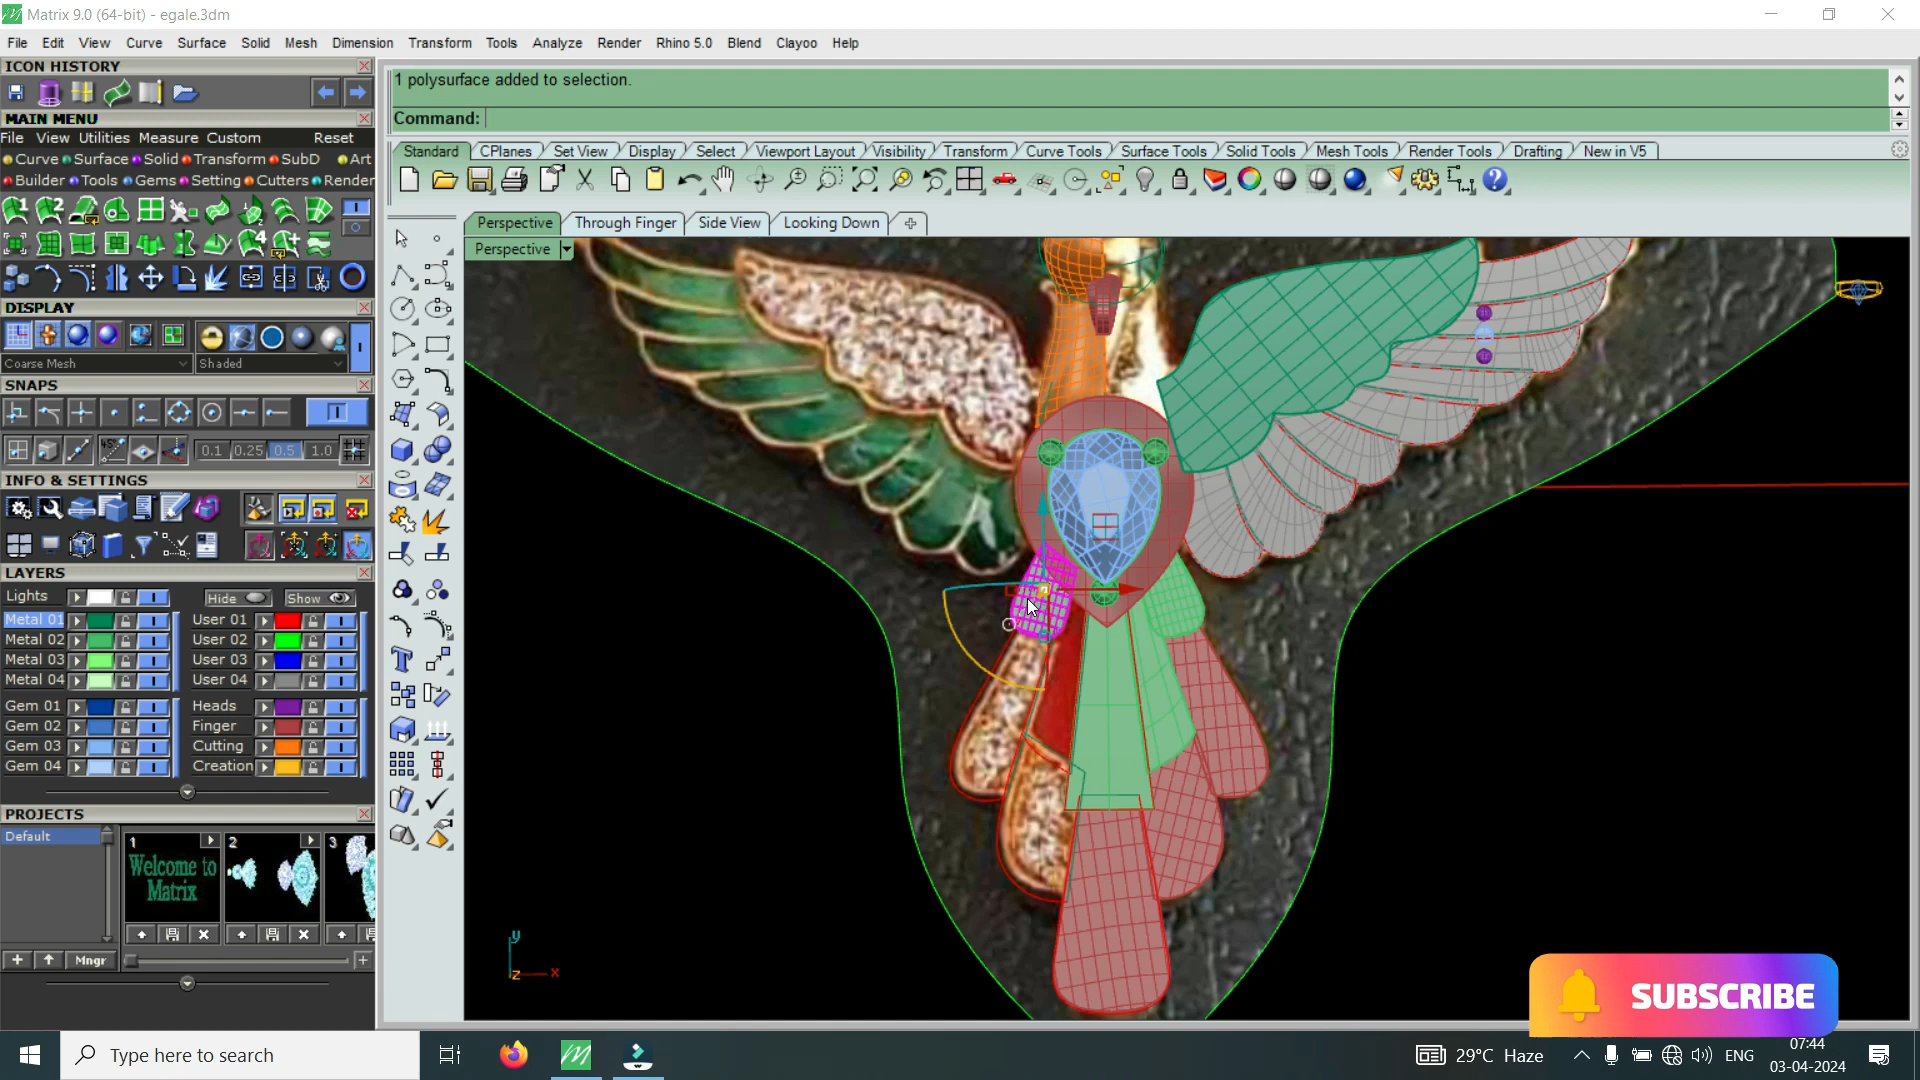 Matrix 9.0 (64-bit) - egale.3dm
File Edit View Curve Surface Solid Mesh Dimension Transform Tools Analyze Render Rhino 5.0 Blend Clayoo Help
ICON HISTORY
1 polysurface added to selection.
MAIN MENU
Command:
File View Utilities Measure Custom Reset
Standard CPlanes Set View Display Select Viewport Layout Visibility Transform Curve Tools Surface Tools Solid Tools Mesh Tools Render Tools Drafting New in V5
Curve Surface Solid Transform SubD Art
Builder Tools Gems Setting Cutters Render
Perspective Through Finger Side View Looking Down
Perspective
DISPLAY
Coarse Mesh Shaded
SNAPS
0.1 0.25 0.5 1.0
INFO & SETTINGS
LAYERS
Lights Hide Show
Metal 01 User 01
Metal 02 User 02
Metal 03 User 03
Metal 04 User 04
Gem 01 Heads
Gem 02 Finger
Gem 03 Cutting
Gem 04 Creation
PROJECTS
Default
1 2 3
Welcome to
Matrix
Mngr
y
z x
SUBSCRIBE
Type here to search
29°C Haze
ENG
07:44
03-04-2024